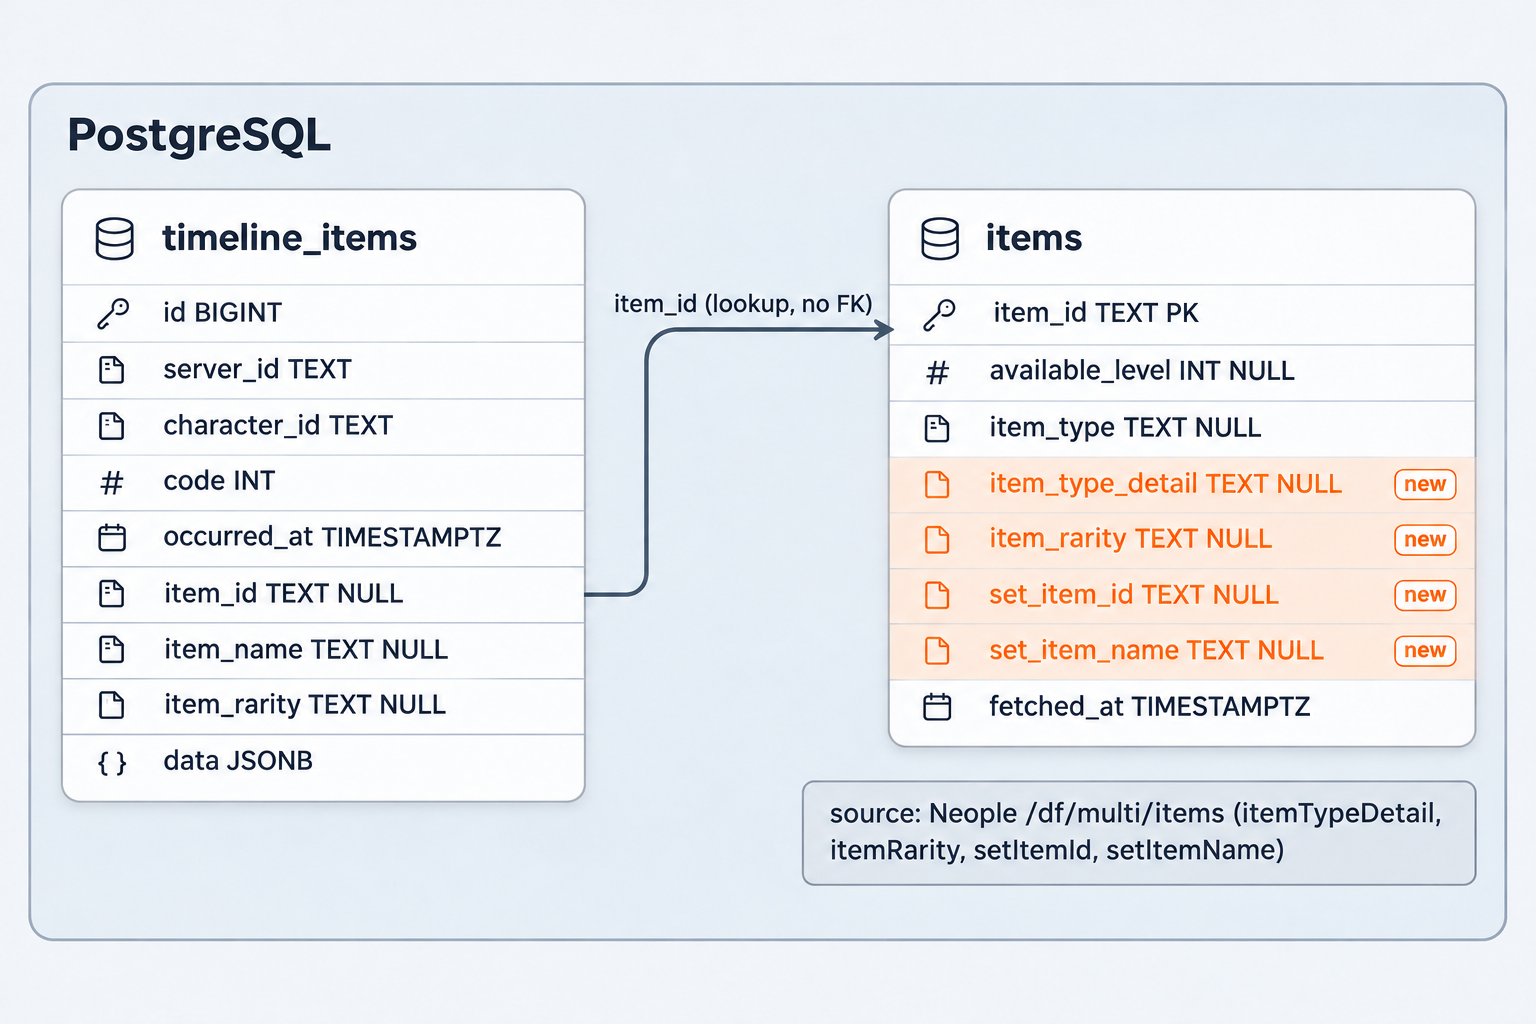 PostgreSQL
timeline_items
id BIGINT
server_id TEXT
character_id TEXT
# code INT
occurred_at TIMESTAMPTZ
item_id TEXT NULL
item_name TEXT NULL
item_rarity TEXT NULL
{ } data JSONB
item_id (lookup, no FK)
items
item_id TEXT PK
# available_level INT NULL
item_type TEXT NULL
item_type_detail TEXT NULL new
item_rarity TEXT NULL new
set_item_id TEXT NULL new
set_item_name TEXT NULL new
fetched_at TIMESTAMPTZ
source: Neople /df/multi/items (itemTypeDetail,
itemRarity, setItemId, setItemName)